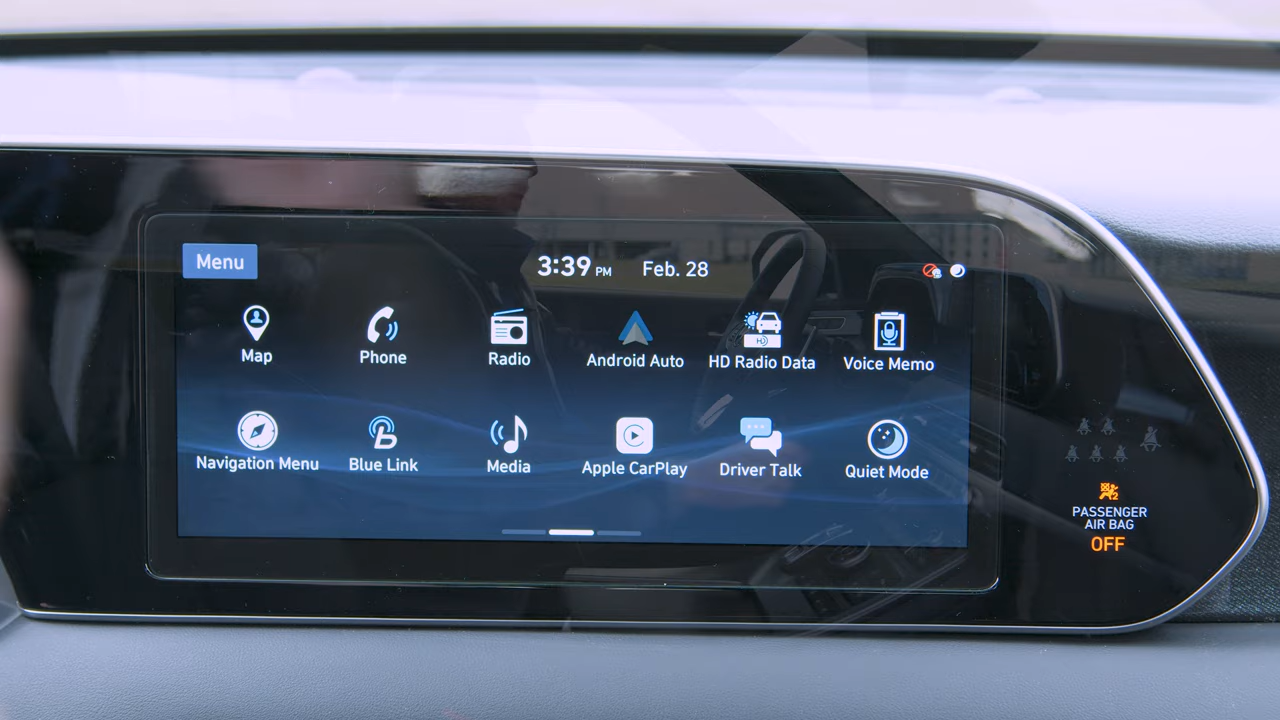 Menu
3:39 PM Feb. 28
Map
Phone
Radio
Android Auto
HD Radio Data
Voice Memo
Navigation Menu
Blue Link
Media
Apple CarPlay
Driver Talk
Quiet Mode
PASSENGER
AIR BAG
OFF